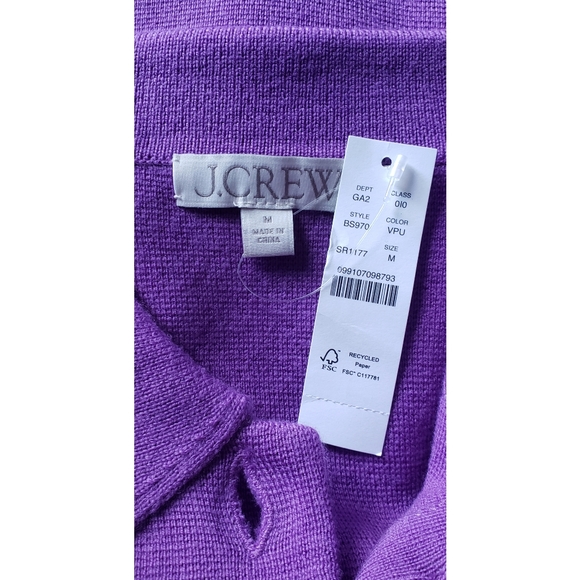 J.CREW
M
MADE IN
CHINA
DEPT CLASS
GA2 0I0
STYLE COLOR
BS970 VPU
SR1177 SIZE
M
099107098793
FSC
RECYCLED
Paper
FSC® C117781